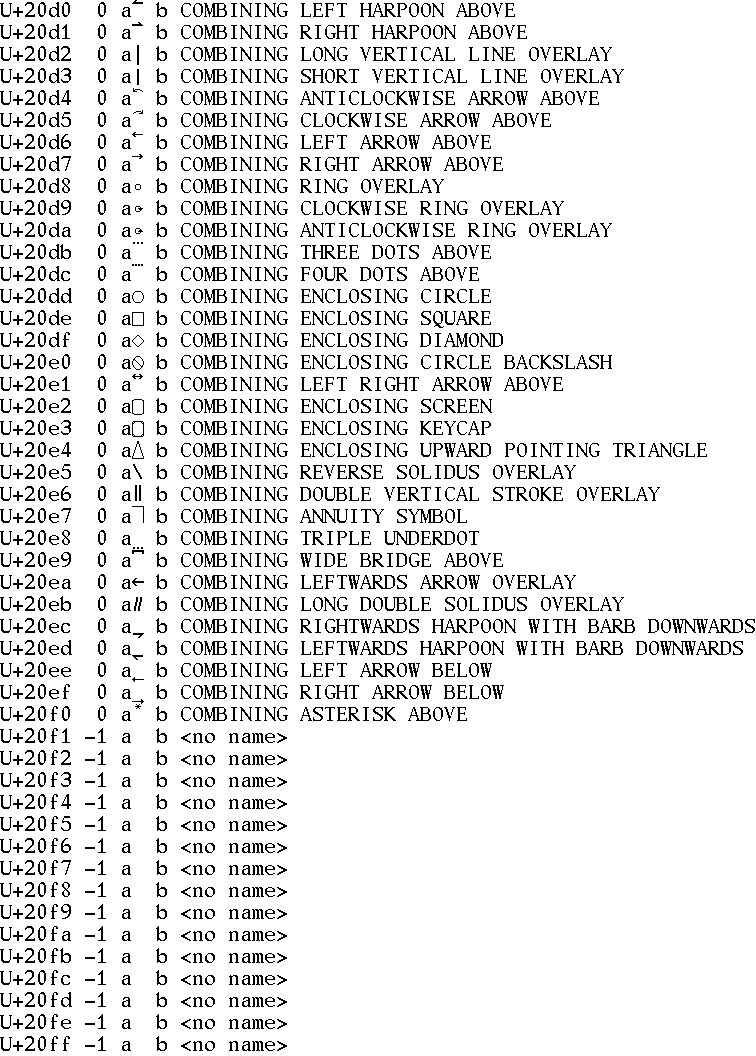 U+20d0  0 a⃐  b COMBINING LEFT HARPOON ABOVE
U+20d1  0 a⃑  b COMBINING RIGHT HARPOON ABOVE
U+20d2  0 a⃒  b COMBINING LONG VERTICAL LINE OVERLAY
U+20d3  0 a⃓  b COMBINING SHORT VERTICAL LINE OVERLAY
U+20d4  0 a⃔  b COMBINING ANTICLOCKWISE ARROW ABOVE
U+20d5  0 a⃕  b COMBINING CLOCKWISE ARROW ABOVE
U+20d6  0 a⃖  b COMBINING LEFT ARROW ABOVE
U+20d7  0 a⃗  b COMBINING RIGHT ARROW ABOVE
U+20d8  0 a⃘  b COMBINING RING OVERLAY
U+20d9  0 a⃙  b COMBINING CLOCKWISE RING OVERLAY
U+20da  0 a⃚  b COMBINING ANTICLOCKWISE RING OVERLAY
U+20db  0 a⃛  b COMBINING THREE DOTS ABOVE
U+20dc  0 a⃜  b COMBINING FOUR DOTS ABOVE
U+20dd  0 a⃝  b COMBINING ENCLOSING CIRCLE
U+20de  0 a⃞  b COMBINING ENCLOSING SQUARE
U+20df  0 a⃟  b COMBINING ENCLOSING DIAMOND
U+20e0  0 a⃠  b COMBINING ENCLOSING CIRCLE BACKSLASH
U+20e1  0 a⃡  b COMBINING LEFT RIGHT ARROW ABOVE
U+20e2  0 a⃢  b COMBINING ENCLOSING SCREEN
U+20e3  0 a⃣  b COMBINING ENCLOSING KEYCAP
U+20e4  0 a⃤  b COMBINING ENCLOSING UPWARD POINTING TRIANGLE
U+20e5  0 a⃥  b COMBINING REVERSE SOLIDUS OVERLAY
U+20e6  0 a⃦  b COMBINING DOUBLE VERTICAL STROKE OVERLAY
U+20e7  0 a⃧  b COMBINING ANNUITY SYMBOL
U+20e8  0 a⃨  b COMBINING TRIPLE UNDERDOT
U+20e9  0 a⃩  b COMBINING WIDE BRIDGE ABOVE
U+20ea  0 a⃪  b COMBINING LEFTWARDS ARROW OVERLAY
U+20eb  0 a⃫  b COMBINING LONG DOUBLE SOLIDUS OVERLAY
U+20ec  0 a⃬  b COMBINING RIGHTWARDS HARPOON WITH BARB DOWNWARDS
U+20ed  0 a⃭  b COMBINING LEFTWARDS HARPOON WITH BARB DOWNWARDS
U+20ee  0 a⃮  b COMBINING LEFT ARROW BELOW
U+20ef  0 a⃯  b COMBINING RIGHT ARROW BELOW
U+20f0  0 a⃰  b COMBINING ASTERISK ABOVE
U+20f1 -1 a  b <no name>
U+20f2 -1 a  b <no name>
U+20f3 -1 a  b <no name>
U+20f4 -1 a  b <no name>
U+20f5 -1 a  b <no name>
U+20f6 -1 a  b <no name>
U+20f7 -1 a  b <no name>
U+20f8 -1 a  b <no name>
U+20f9 -1 a  b <no name>
U+20fa -1 a  b <no name>
U+20fb -1 a  b <no name>
U+20fc -1 a  b <no name>
U+20fd -1 a  b <no name>
U+20fe -1 a  b <no name>
U+20ff -1 a  b <no name>